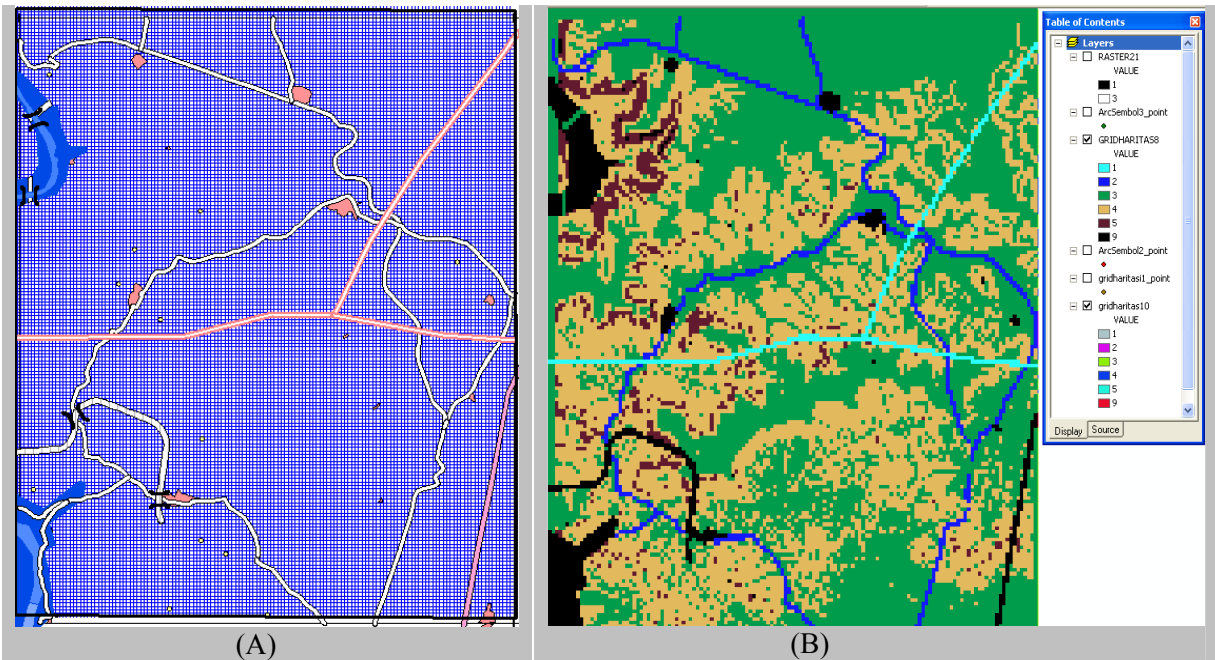 Table of Contents
Layers
RASTER21
VALUE
1
3
ArcSembol3_point
GRIDHARITAS8
VALUE
1
2
3
4
5
9
ArcSembol2_point
gridharitasi1_point
gridharitas10
VALUE
1
2
3
4
5
9
Display Source
(A) (B)